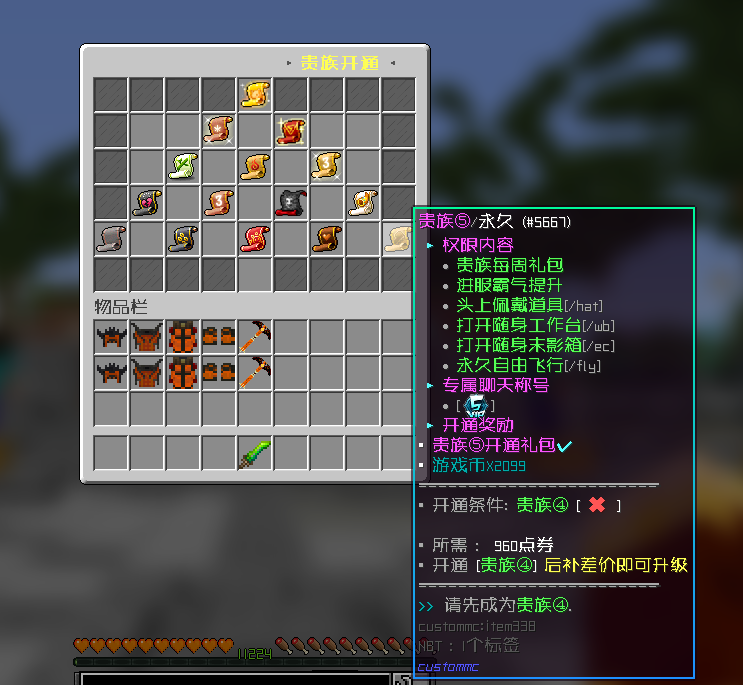 ▸ 贵族开通 ◂
3
3
物品栏
11224
贵族⑤/永久 (#5667)
▸ 权限内容
• 贵族每周礼包
• 进服霸气提升
• 头上佩戴道具[/hat]
• 打开随身工作台[/wb]
• 打开随身末影箱[/ec]
• 永久自由飞行[/fly]
▸ 专属聊天称号
• [5 VIP]
▸ 开通奖励
▪ 贵族⑤开通礼包✔
▪ 游戏币X2099
▪ 开通条件: 贵族④ [ ✖ ]
▪ 所需 : 960点券
▪ 开通 [贵族④] 后补差价即可升级
>> 请先成为贵族④.
custommc:item338
NBT : 1个标签
custommc